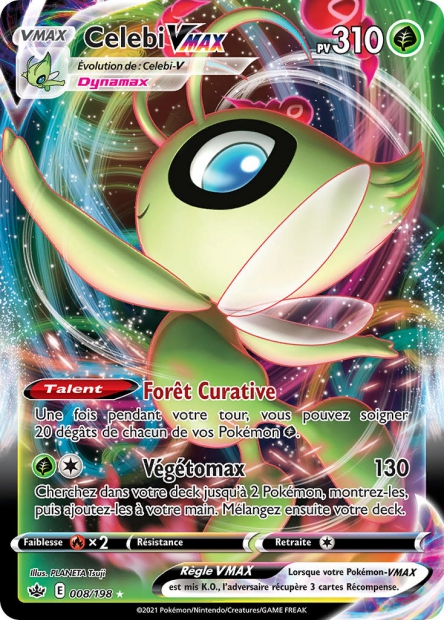 VMAX
Celebi VMAX
PV 310
Évolution de : Celebi-V
Dynamax
Talent Forêt Curative
Une fois pendant votre tour, vous pouvez soigner
20 dégâts de chacun de vos Pokémon .
Végétomax 130
Cherchez dans votre deck jusqu'à 2 Pokémon, montrez-les,
puis ajoutez-les à votre main. Mélangez ensuite votre deck.
Faiblesse ×2 Résistance Retraite
Illus. PLANETA Tsuji
Règle VMAX Lorsque votre Pokémon-VMAX
est mis K.O., l'adversaire récupère 3 cartes Récompense.
E 008/198
©2021 Pokémon/Nintendo/Creatures/GAME FREAK